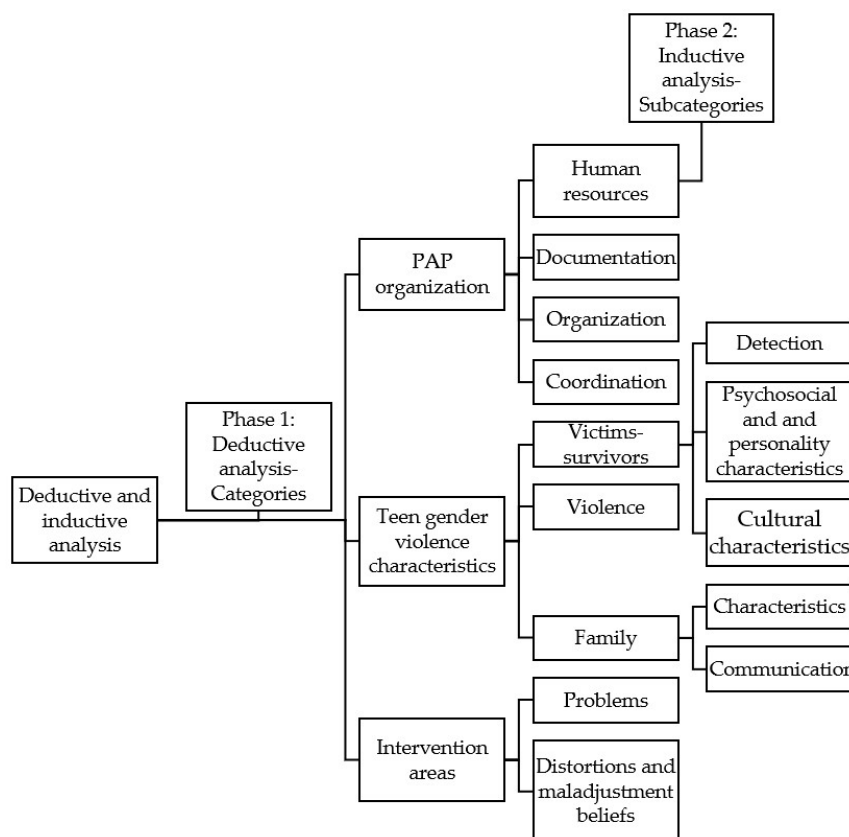 Phase 2:
Inductive
analysis-
Subcategories
Human
resources
PAP
organization
Documentation
Organization
Coordination
Detection
Phase 1:
Deductive
analysis-
Categories
Victims-
survivors
Psychosocial
and and
personality
characteristics
Deductive and
inductive
analysis
Teen gender
violence
characteristics
Violence
Cultural
characteristics
Family
Characteristics
Communication
Intervention
areas
Problems
Distortions and
maladjustment
beliefs